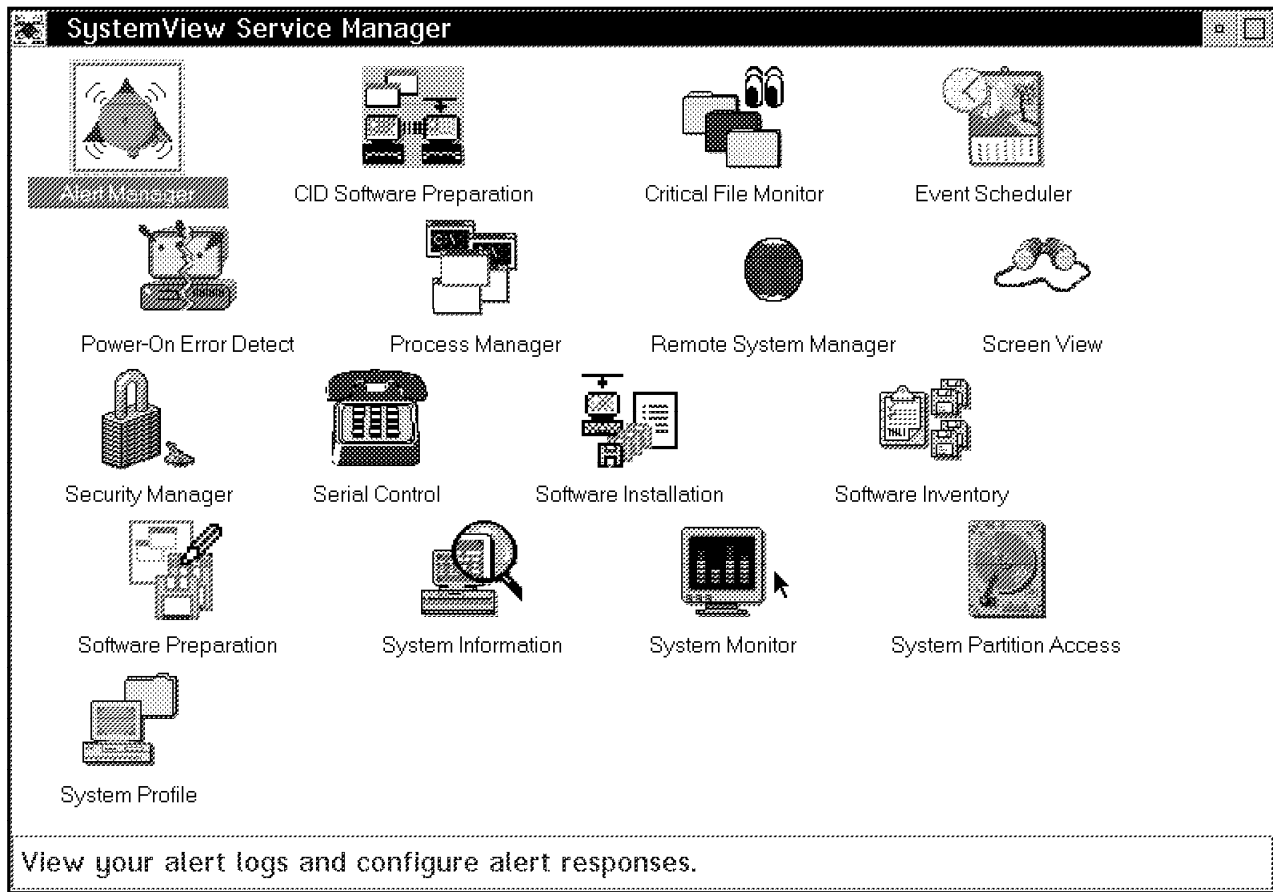 SystemView Service Manager
Alert Manager CID Software Preparation Critical File Monitor Event Scheduler
Power-On Error Detect Process Manager Remote System Manager Screen View
Security Manager Serial Control Software Installation Software Inventory
Software Preparation System Information System Monitor System Partition Access
System Profile
View your alert logs and configure alert responses.